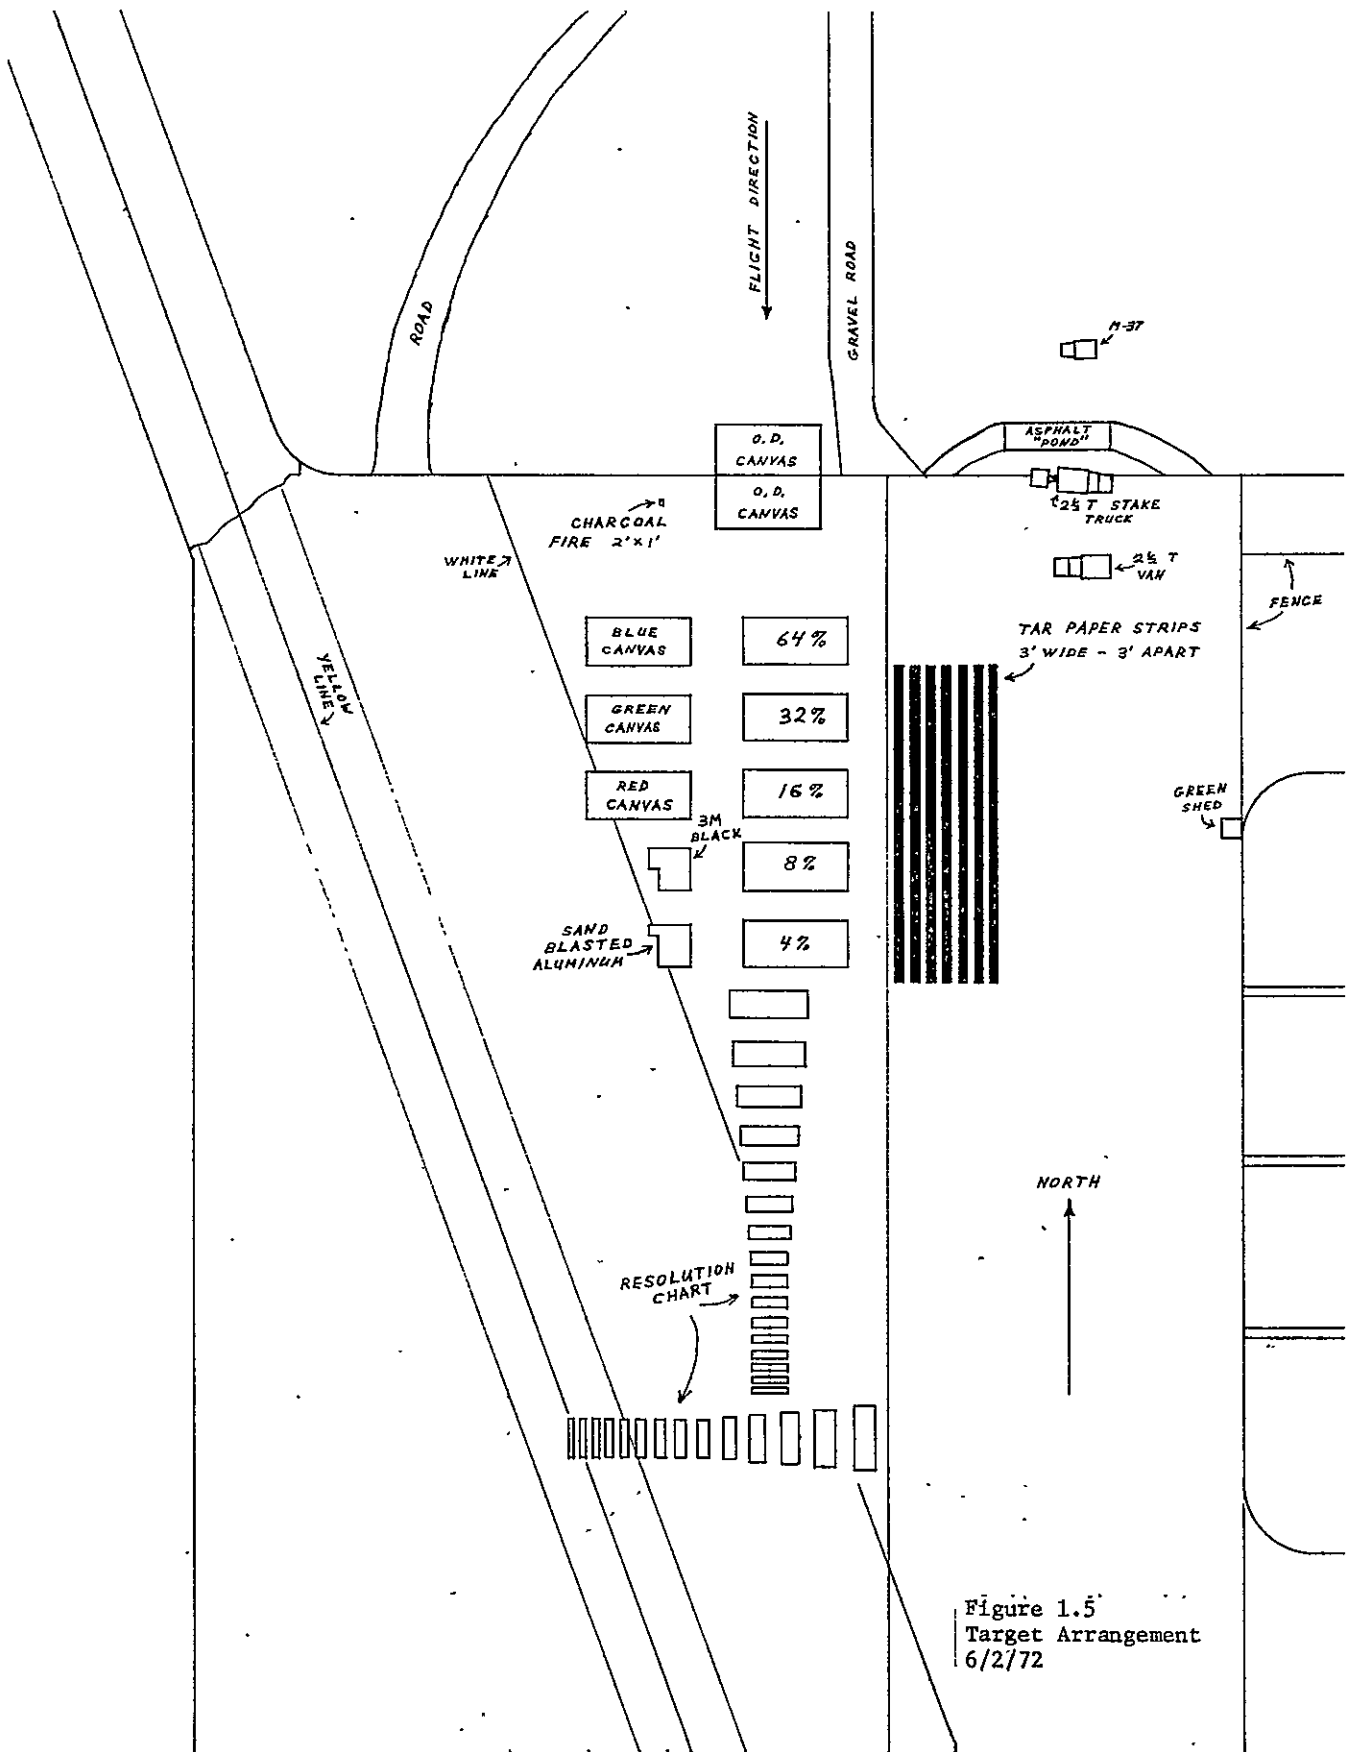 FLIGHT DIRECTION
ROAD
GRAVEL ROAD
M-37
O.D.
CANVAS
O.D.
CANVAS
ASPHALT
"POND"
CHARCOAL
FIRE 2'x1'
2½ T STAKE
TRUCK
WHITE
LINE
2½ T
VAN
FENCE
BLUE
CANVAS
64%
TAR PAPER STRIPS
3' WIDE - 3' APART
YELLOW
LINE
GREEN
CANVAS
32%
RED
CANVAS
16%
GREEN
SHED
3M
BLACK
8%
SAND
BLASTED
ALUMINUM
4%
NORTH
RESOLUTION
CHART
Figure 1.5
Target Arrangement
6/2/72